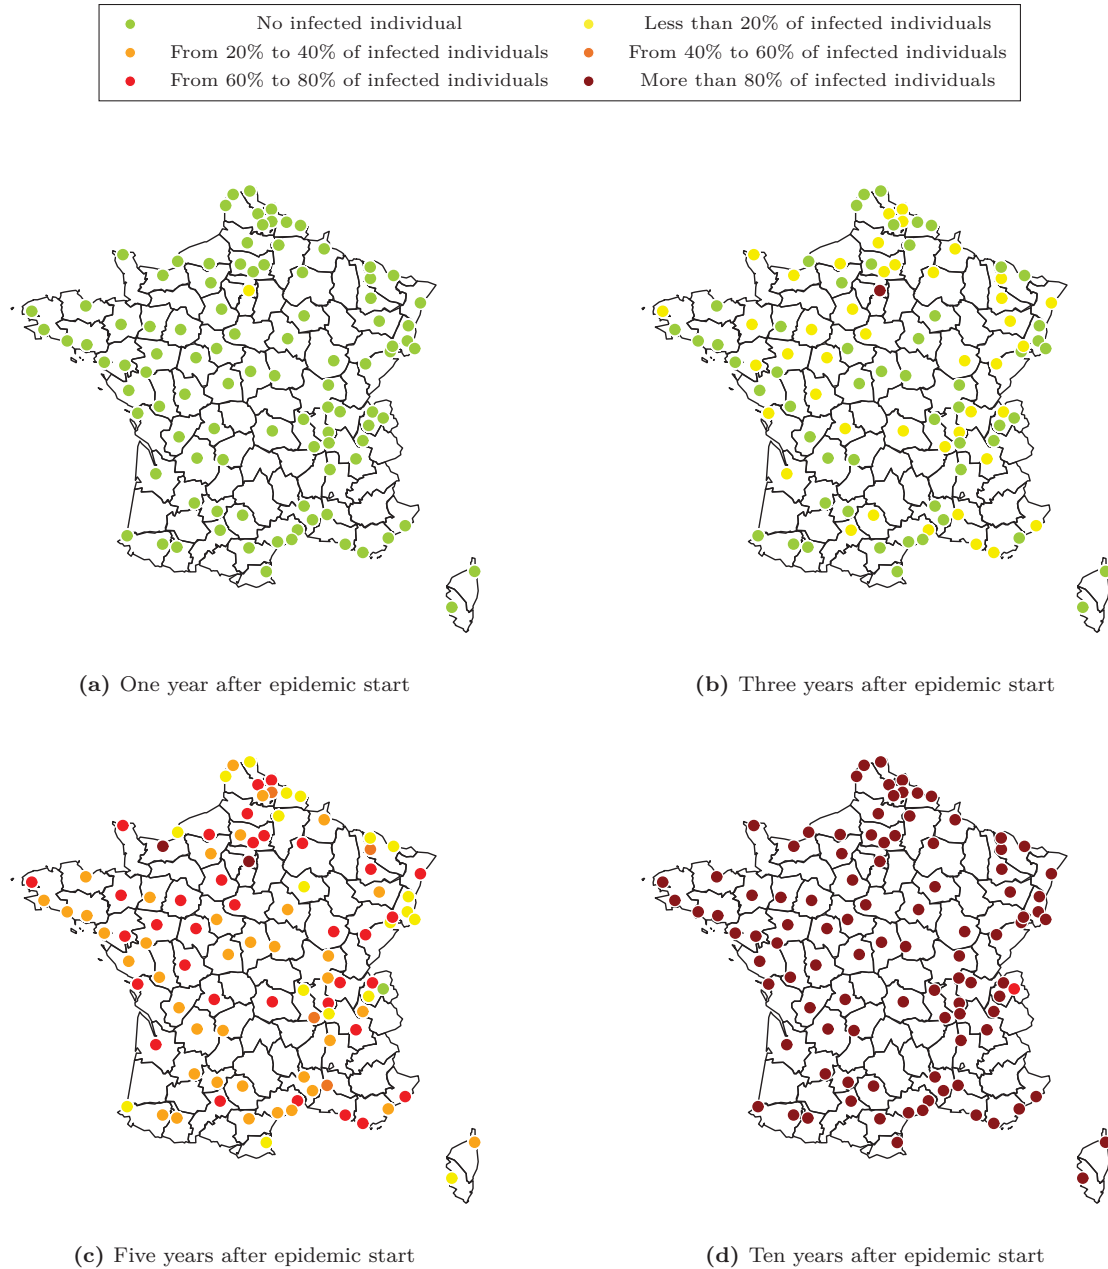 No infected individual
Less than 20% of infected individuals
From 20% to 40% of infected individuals
From 40% to 60% of infected individuals
From 60% to 80% of infected individuals
More than 80% of infected individuals
(a) One year after epidemic start
(b) Three years after epidemic start
(c) Five years after epidemic start
(d) Ten years after epidemic start